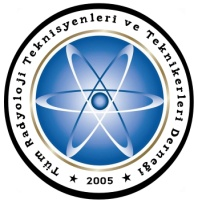 Tüm Radyoloji Teknisyenleri ve Teknikerleri Derneği
★ 2005 ★